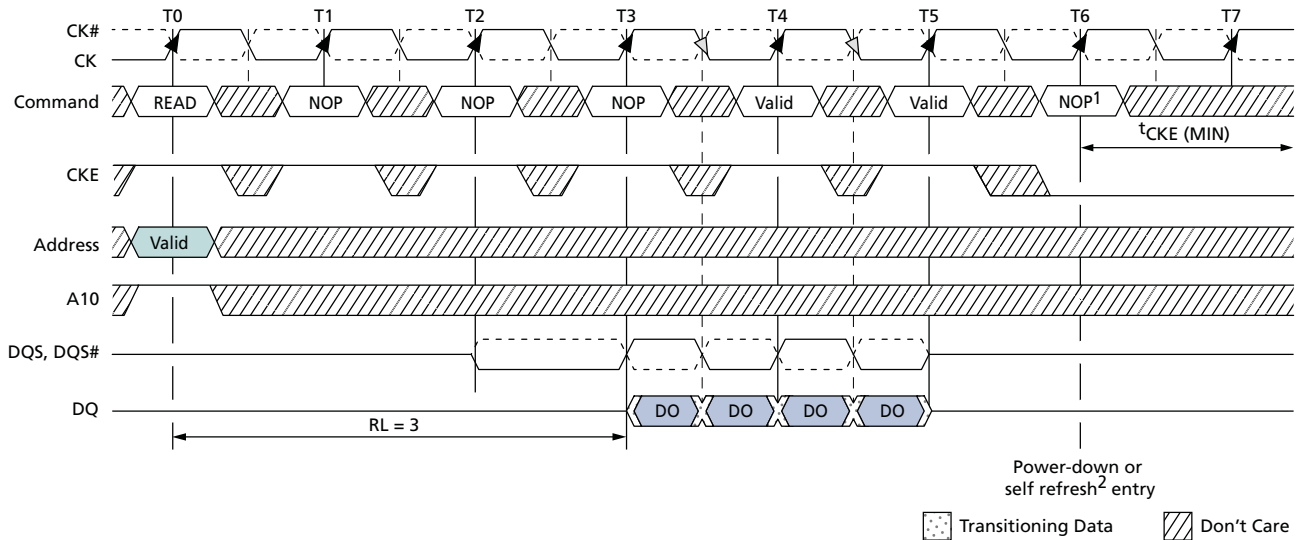 T0 T1 T2 T3 T4 T5 T6 T7
CK#
CK
Command READ NOP NOP NOP Valid Valid NOP1
tCKE (MIN)
CKE
Address Valid
A10
DQS, DQS#
DQ DO DO DO DO
RL = 3
Power-down or
self refresh2 entry
Transitioning Data Don't Care